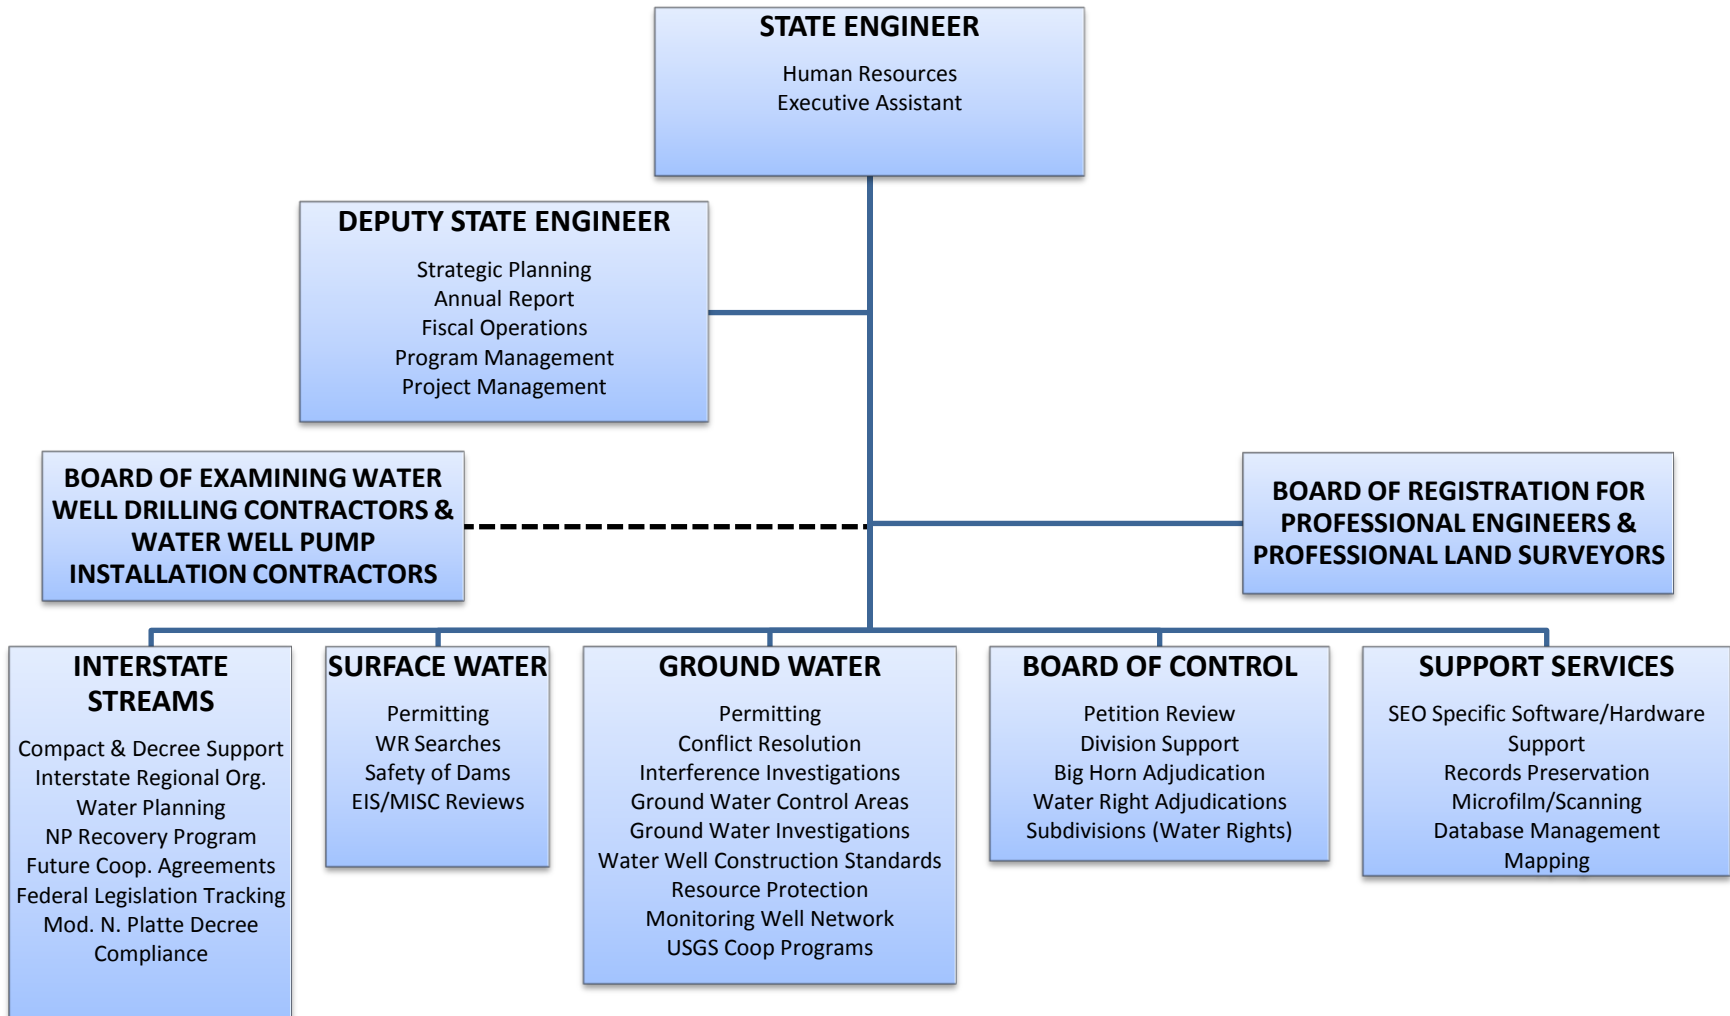 STATE ENGINEER
Human Resources
Executive Assistant
DEPUTY STATE ENGINEER
Strategic Planning
Annual Report
Fiscal Operations
Program Management
Project Management
BOARD OF EXAMINING WATER
WELL DRILLING CONTRACTORS &
WATER WELL PUMP
INSTALLATION CONTRACTORS
BOARD OF REGISTRATION FOR
PROFESSIONAL ENGINEERS &
PROFESSIONAL LAND SURVEYORS
INTERSTATE
STREAMS
Compact & Decree Support
Interstate Regional Org.
Water Planning
NP Recovery Program
Future Coop. Agreements
Federal Legislation Tracking
Mod. N. Platte Decree
Compliance
SURFACE WATER
Permitting
WR Searches
Safety of Dams
EIS/MISC Reviews
GROUND WATER
Permitting
Conflict Resolution
Interference Investigations
Ground Water Control Areas
Ground Water Investigations
Water Well Construction Standards
Resource Protection
Monitoring Well Network
USGS Coop Programs
BOARD OF CONTROL
Petition Review
Division Support
Big Horn Adjudication
Water Right Adjudications
Subdivisions (Water Rights)
SUPPORT SERVICES
SEO Specific Software/Hardware
Support
Records Preservation
Microfilm/Scanning
Database Management
Mapping